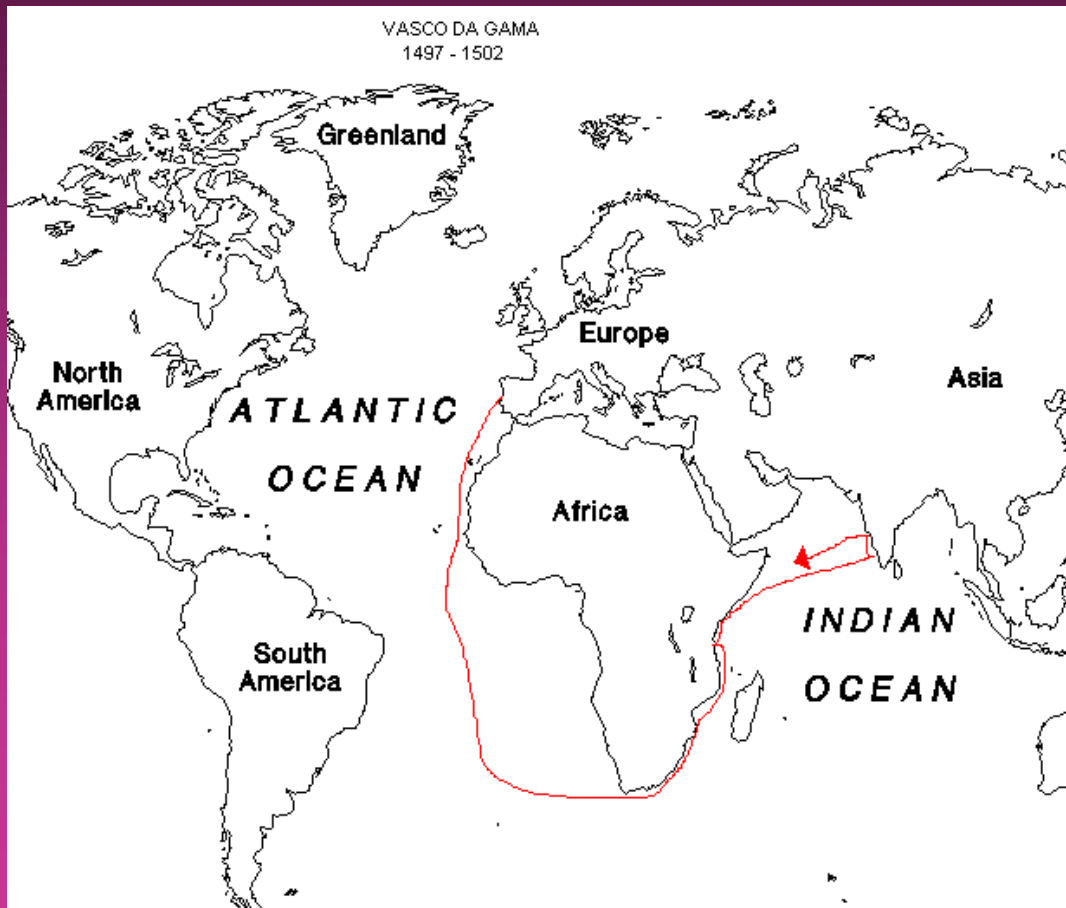 VASCO DA GAMA
1497 - 1502
Greenland
Europe
North
America
Asia
ATLANTIC
OCEAN
Africa
INDIAN
OCEAN
South
America